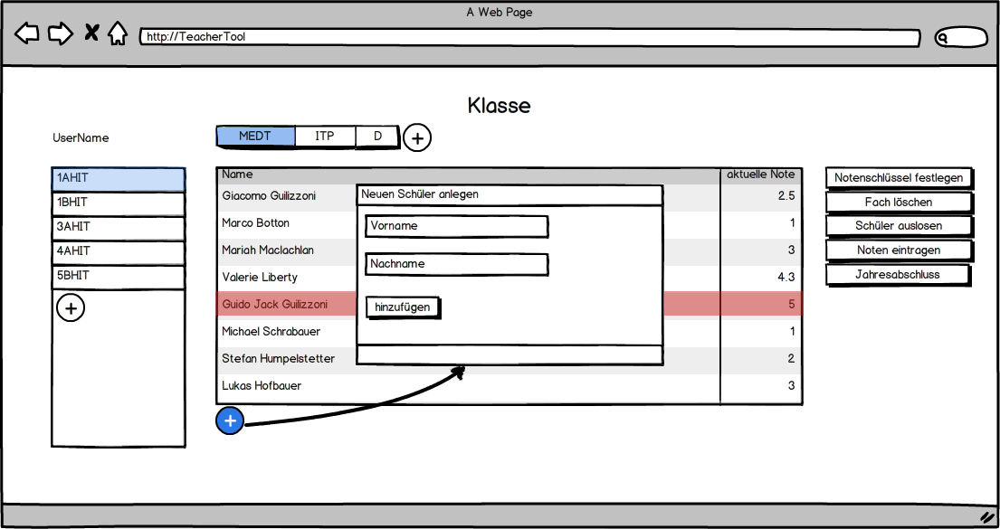 A Web Page
http://TeacherTool
Klasse
UserName
MEDT ITP D
1AHIT
1BHIT
3AHIT
4AHIT
5BHIT
Name aktuelle Note
Giacomo Guilizzoni 2.5
Marco Botton 1
Mariah Maclachlan 3
Valerie Liberty 4.3
Guido Jack Guilizzoni 5
Michael Schrabauer 1
Stefan Humpelstetter 2
Lukas Hofbauer 3
Neuen Schüler anlegen
Vorname
Nachname
hinzufügen
Notenschlüssel festlegen
Fach löschen
Schüler auslosen
Noten eintragen
Jahresabschluss